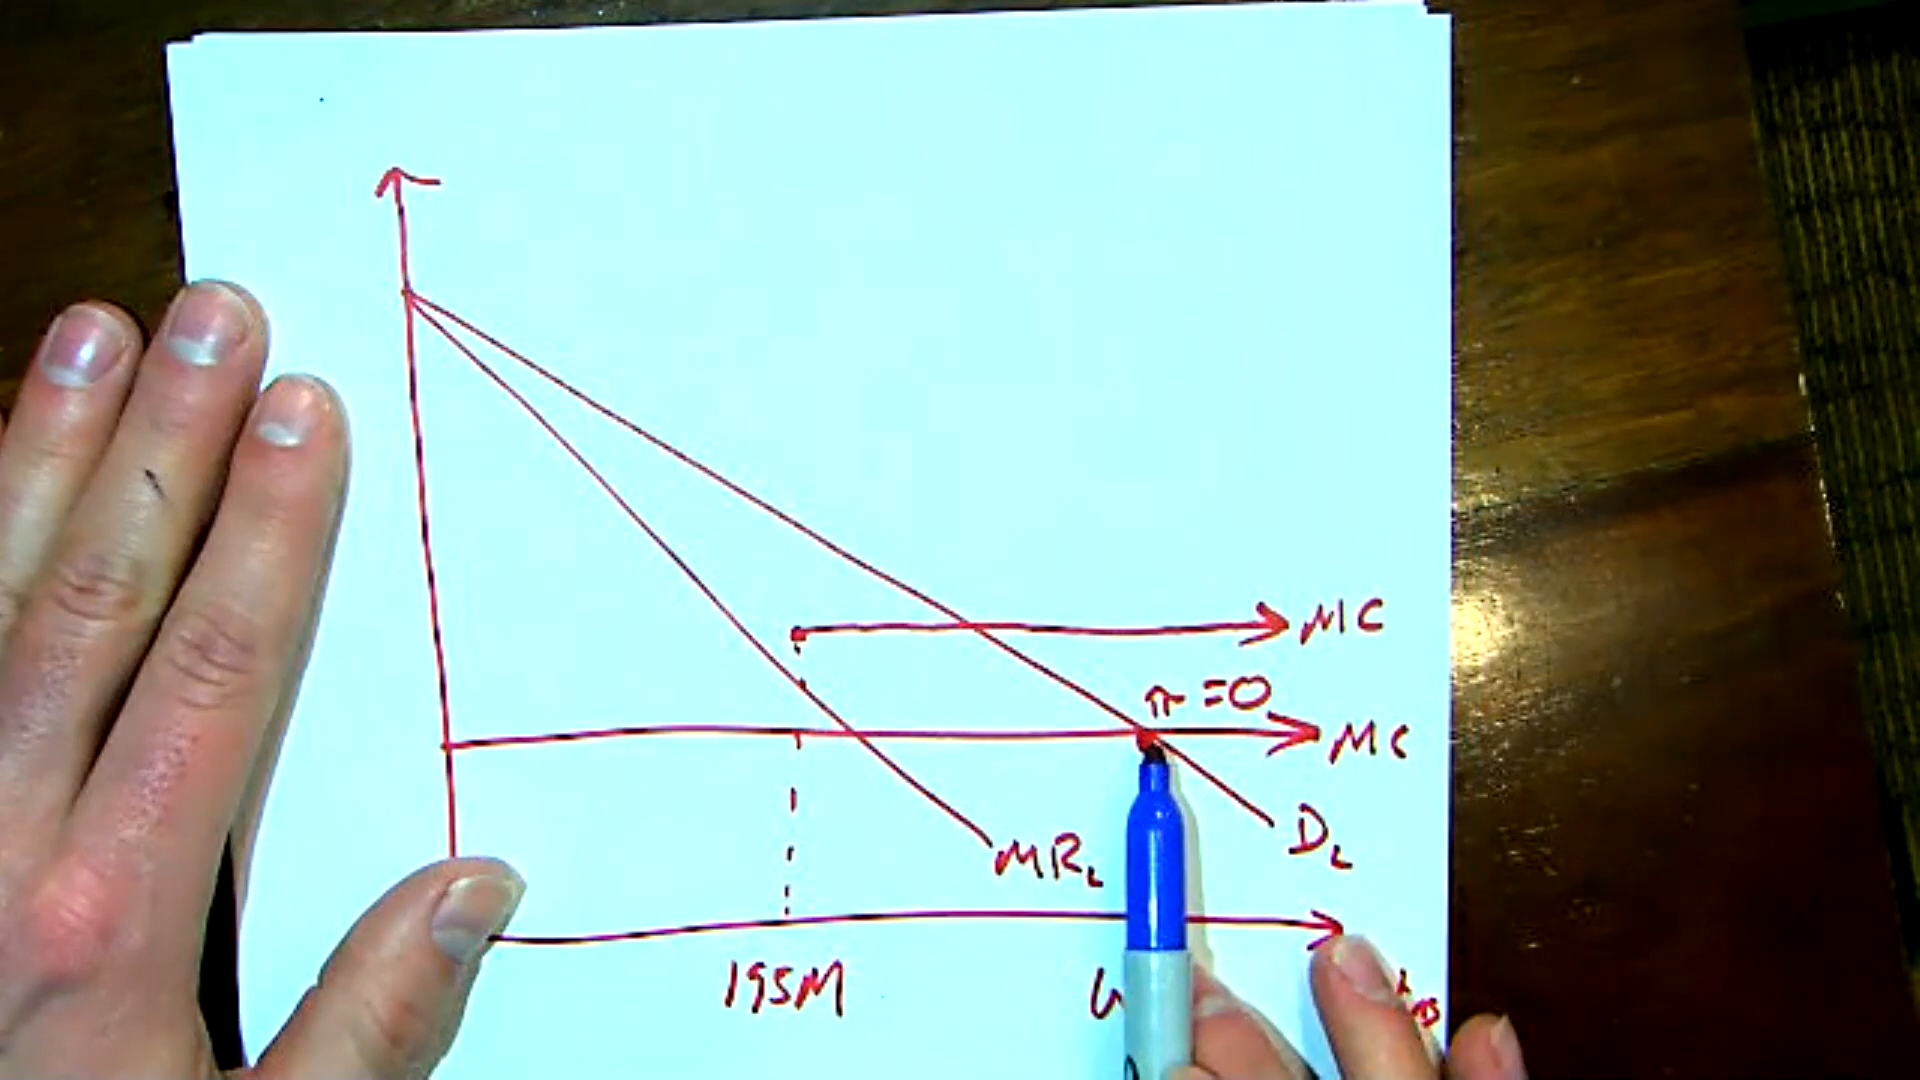 MC
π = 0
MC
D L
MR L
195M